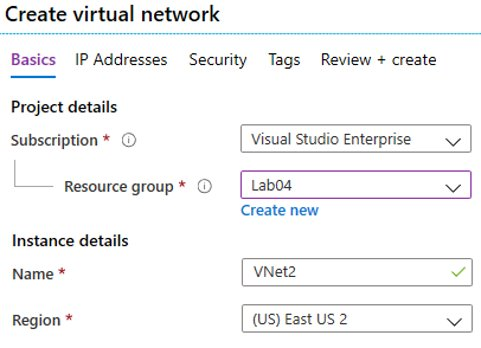 Create virtual network
Basics IP Addresses Security Tags Review + create
Project details
Subscription * Visual Studio Enterprise
Resource group * Lab04
Create new
Instance details
Name * VNet2
Region * (US) East US 2